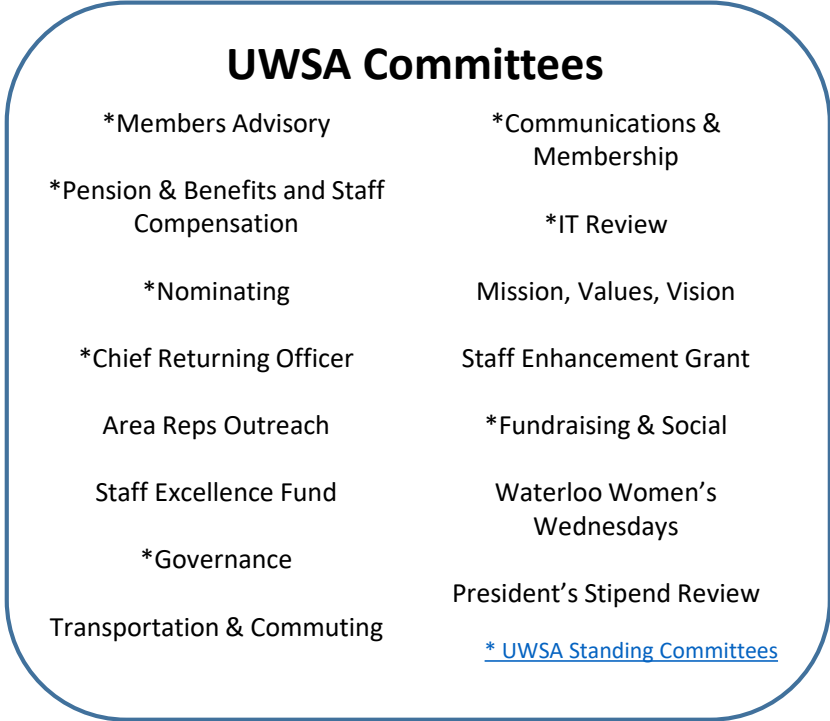 UWSA Committees
*Members Advisory
*Pension & Benefits and Staff
Compensation
*Nominating
*Chief Returning Officer
Area Reps Outreach
Staff Excellence Fund
*Governance
Transportation & Commuting
*Communications &
Membership
*IT Review
Mission, Values, Vision
Staff Enhancement Grant
*Fundraising & Social
Waterloo Women’s
Wednesdays
President’s Stipend Review
* UWSA Standing Committees